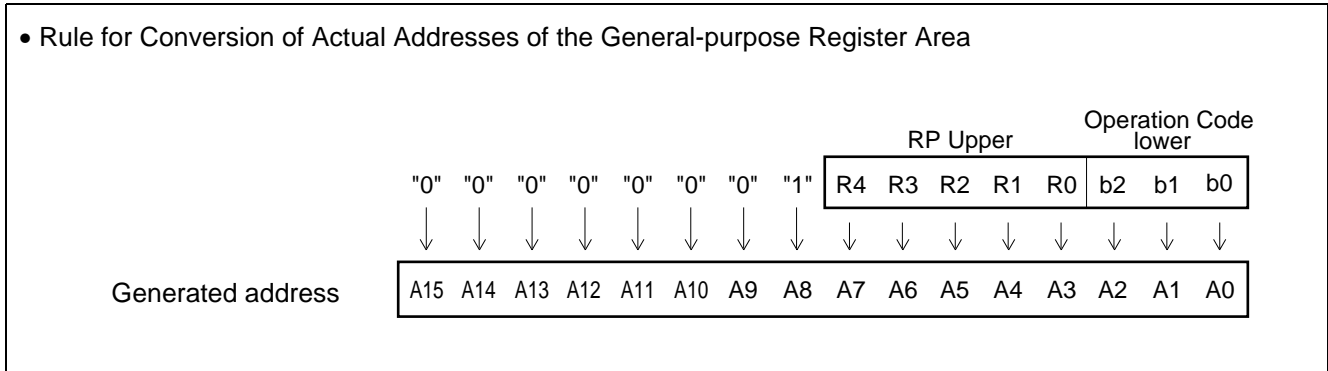 • Rule for Conversion of Actual Addresses of the General-purpose Register Area
Operation Code
RP Upper lower
"0" "0" "0" "0" "0" "0" "0" "1" R4 R3 R2 R1 R0 b2 b1 b0
Generated address A15 A14 A13 A12 A11 A10 A9 A8 A7 A6 A5 A4 A3 A2 A1 A0